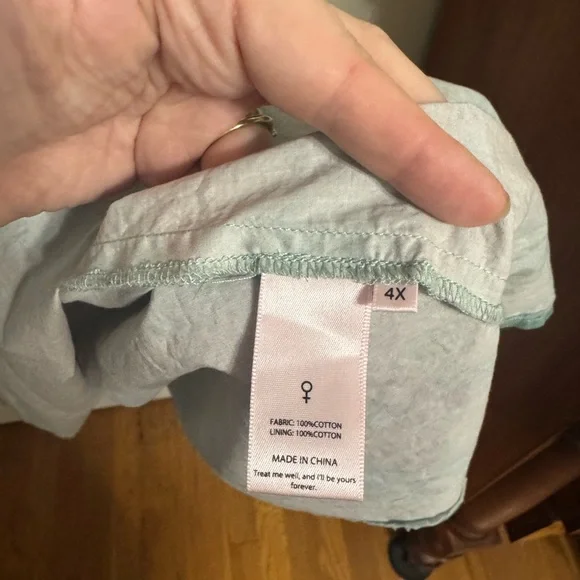 4X
FABRIC: 100%COTTON
LINING: 100%COTTON
MADE IN CHINA
Treat me well, and I'll be yours
forever.